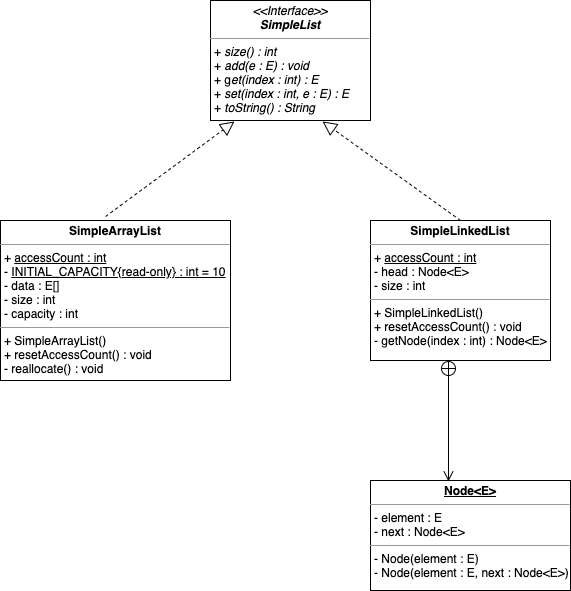 <<Interface>>
SimpleList
+ size() : int
+ add(e : E) : void
+ get(index : int) : E
+ set(index : int, e : E) : E
+ toString() : String
SimpleArrayList
+ accessCount : int
- INITIAL_CAPACITY{read-only} : int = 10
- data : E[]
- size : int
- capacity : int
+ SimpleArrayList()
+ resetAccessCount() : void
- reallocate() : void
SimpleLinkedList
+ accessCount : int
- head : Node<E>
- size : int
+ SimpleLinkedList()
+ resetAccessCount() : void
- getNode(index : int) : Node<E>
Node<E>
- element : E
- next : Node<E>
- Node(element : E)
- Node(element : E, next : Node<E>)